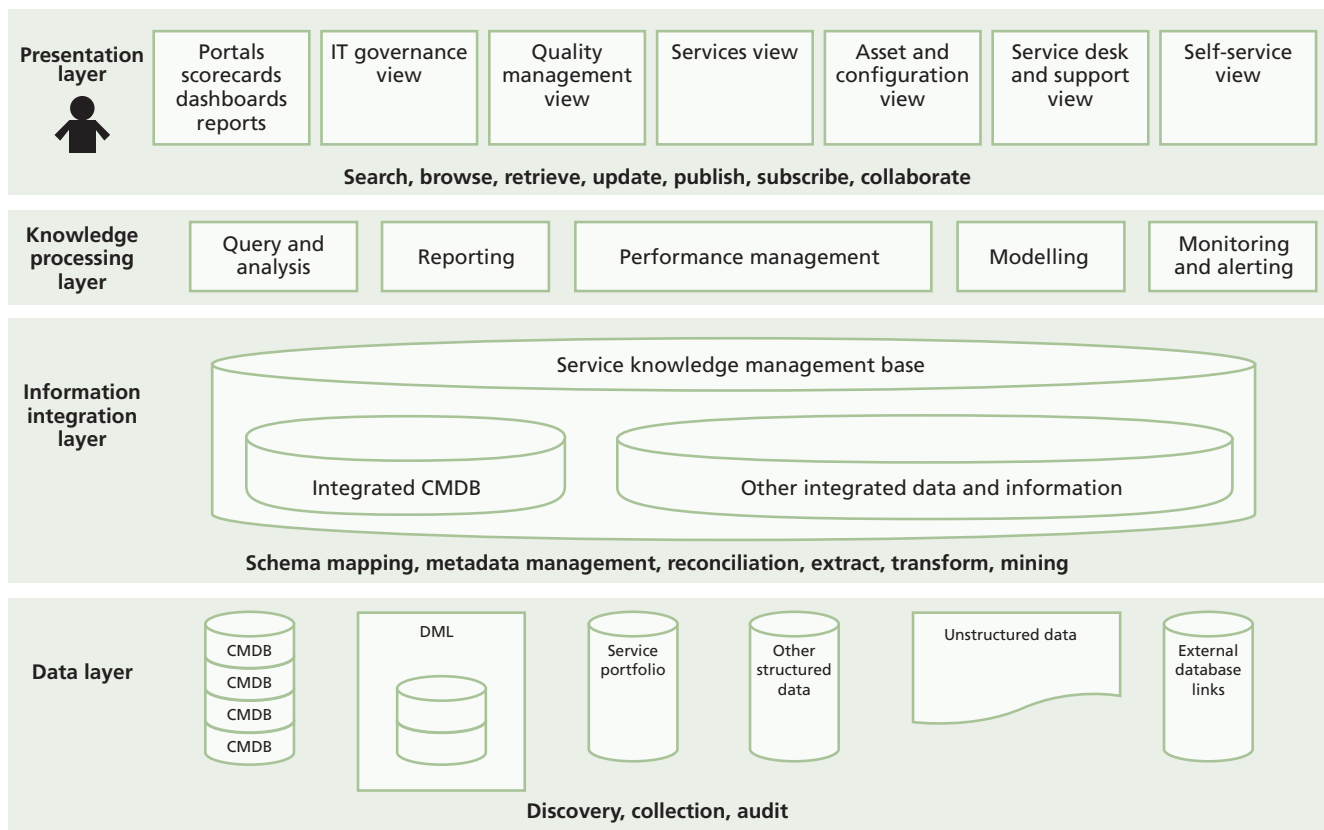 Presentation
layer
Portals
scorecards
dashboards
reports
IT governance
view
Quality
management
view
Services view
Asset and
configuration
view
Service desk
and support
view
Self-service
view
Search, browse, retrieve, update, publish, subscribe, collaborate
Knowledge
processing
layer
Query and
analysis
Reporting
Performance management
Modelling
Monitoring
and alerting
Information
integration
layer
Service knowledge management base
Integrated CMDB
Other integrated data and information
Schema mapping, metadata management, reconciliation, extract, transform, mining
Data layer
CMDB
CMDB
CMDB
CMDB
DML
Service
portfolio
Other
structured
data
Unstructured data
External
database
links
Discovery, collection, audit